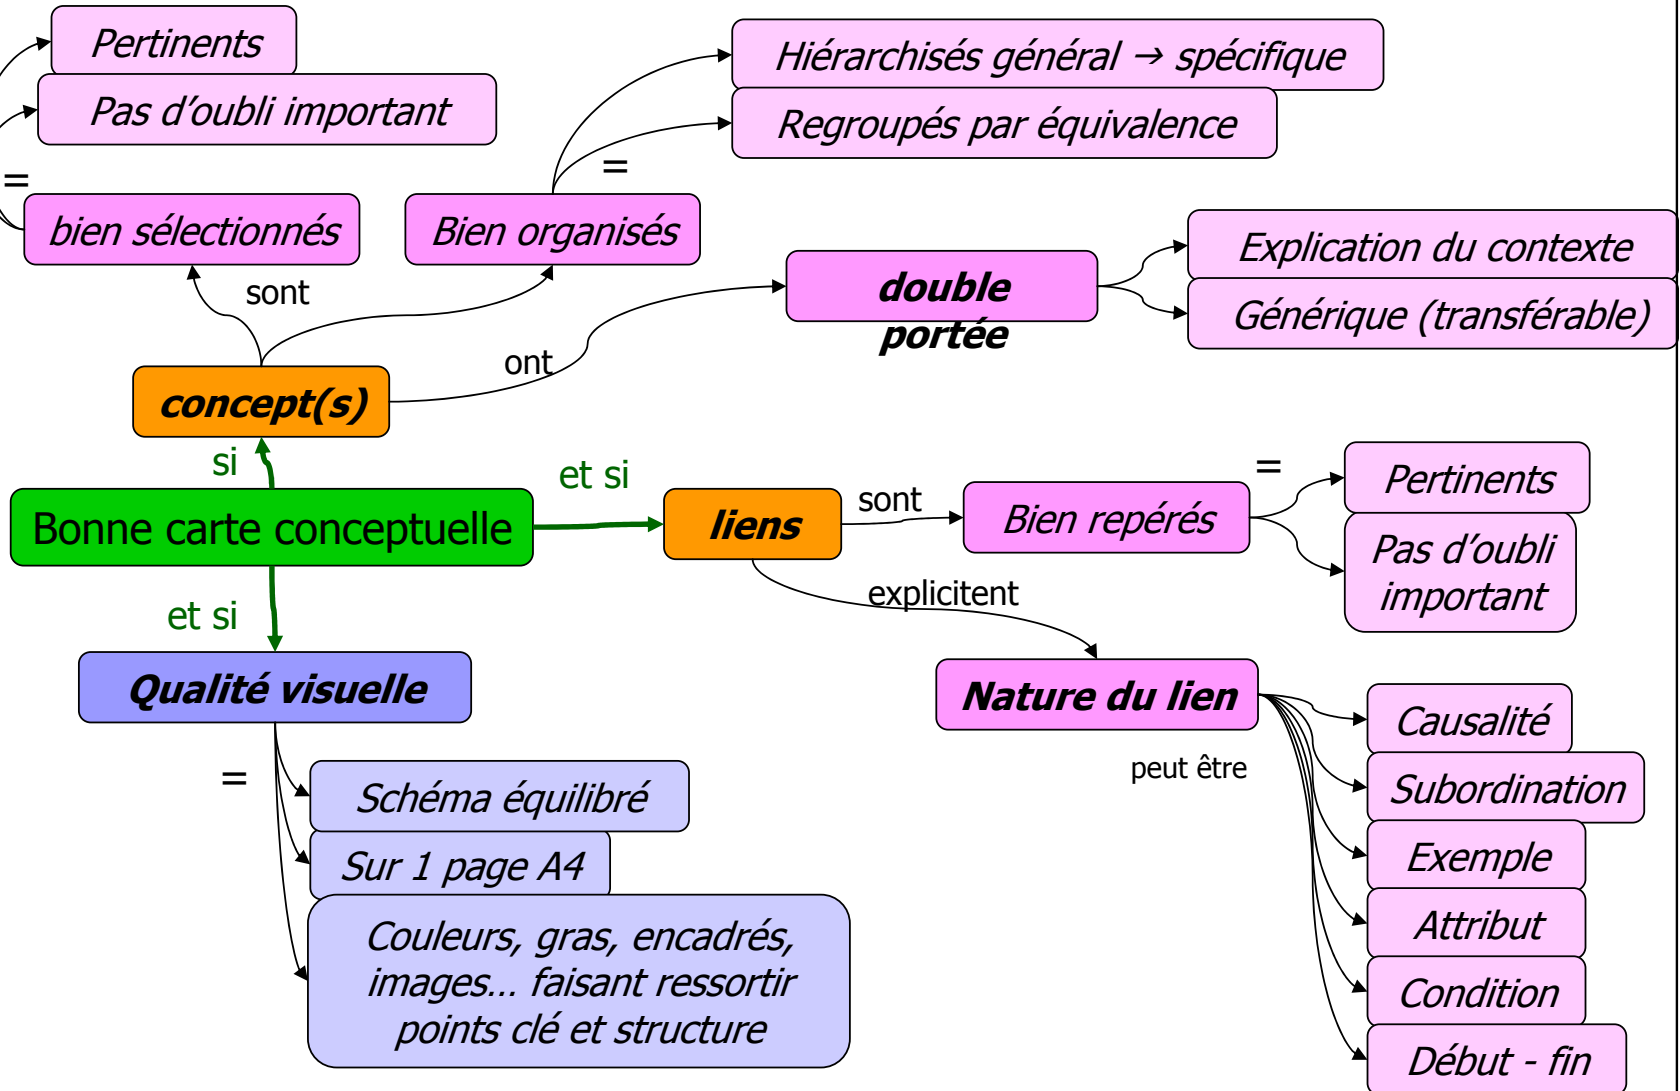 Pertinents
Pas d’oubli important
=
bien sélectionnés
sont
Hiérarchisés général → spécifique
Regroupés par équivalence
=
Bien organisés
double
portée
Explication du contexte
Générique (transférable)
ont
concept(s)
si
Bonne carte conceptuelle
et si
liens
sont
Bien repérés
=
Pertinents
Pas d’oubli
important
explicitent
Nature du lien
peut être
Causalité
Subordination
Exemple
Attribut
Condition
Début - fin
et si
Qualité visuelle
=
Schéma équilibré
Sur 1 page A4
Couleurs, gras, encadrés,
images... faisant ressortir
points clé et structure